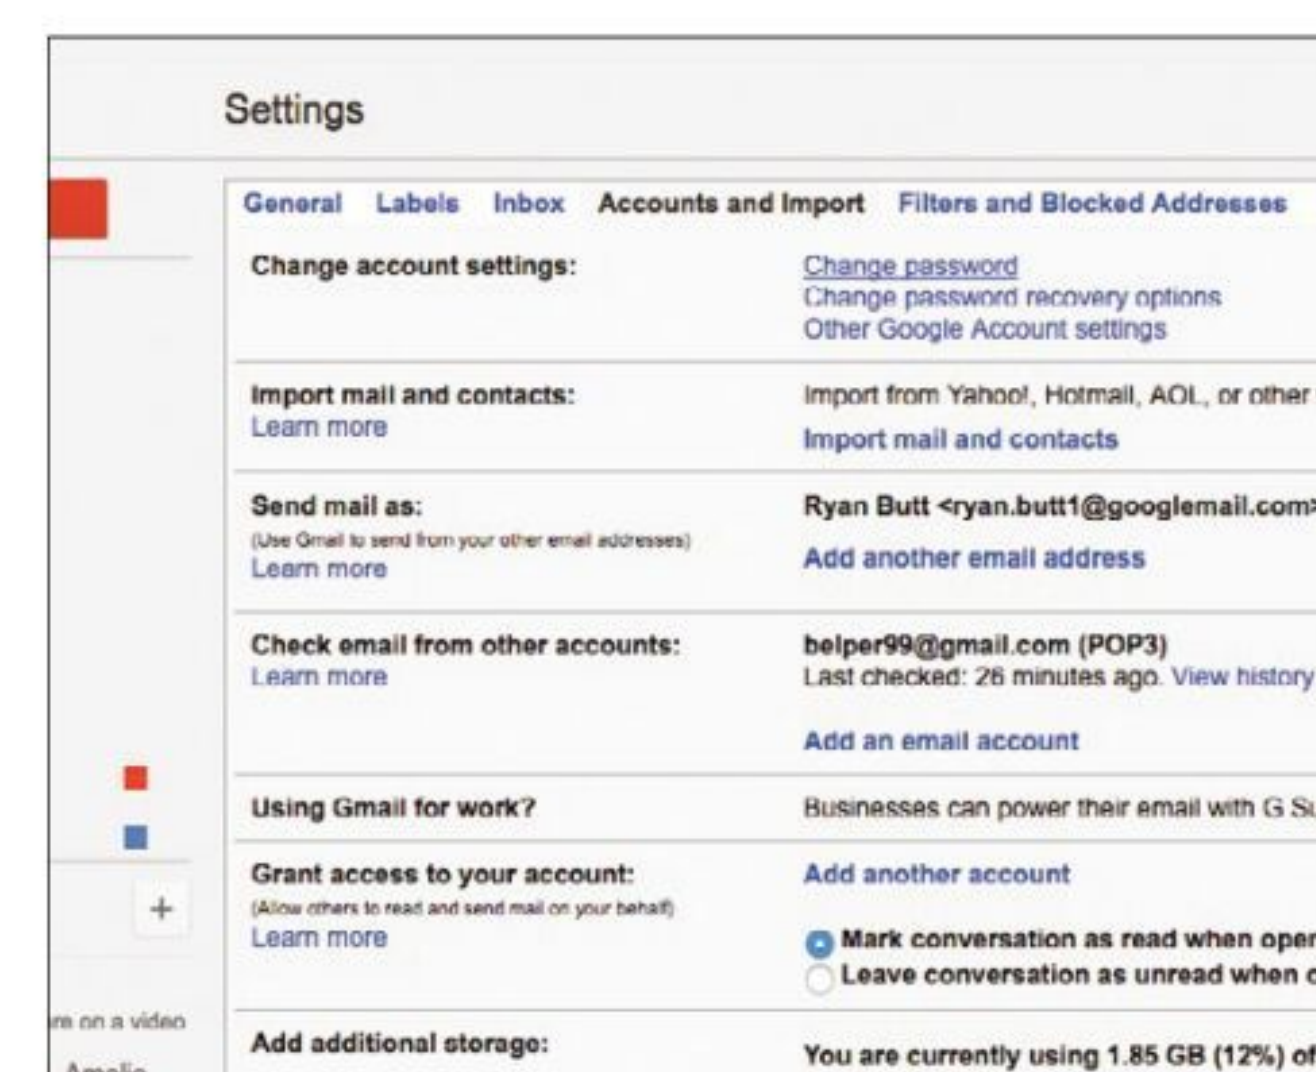 Settings
General Labels Inbox Accounts and Import Filters and Blocked Addresses
Change account settings:
Change password
Change password recovery options
Other Google Account settings
Import mail and contacts:
Learn more
Import from Yahoo!, Hotmail, AOL, or other
Import mail and contacts
Send mail as:
(Use Gmail to send from your other email addresses)
Learn more
Ryan Butt <ryan.butt1@googlemail.com>
Add another email address
Check email from other accounts:
Learn more
belper99@gmail.com (POP3)
Last checked: 26 minutes ago. View history
Add an email account
Using Gmail for work?
Businesses can power their email with G Su
Grant access to your account:
(Allow others to read and send mail on your behalf)
Learn more
Add another account
Mark conversation as read when open
Leave conversation as unread when o
+
on a video
Add additional storage:
You are currently using 1.85 GB (12%) of